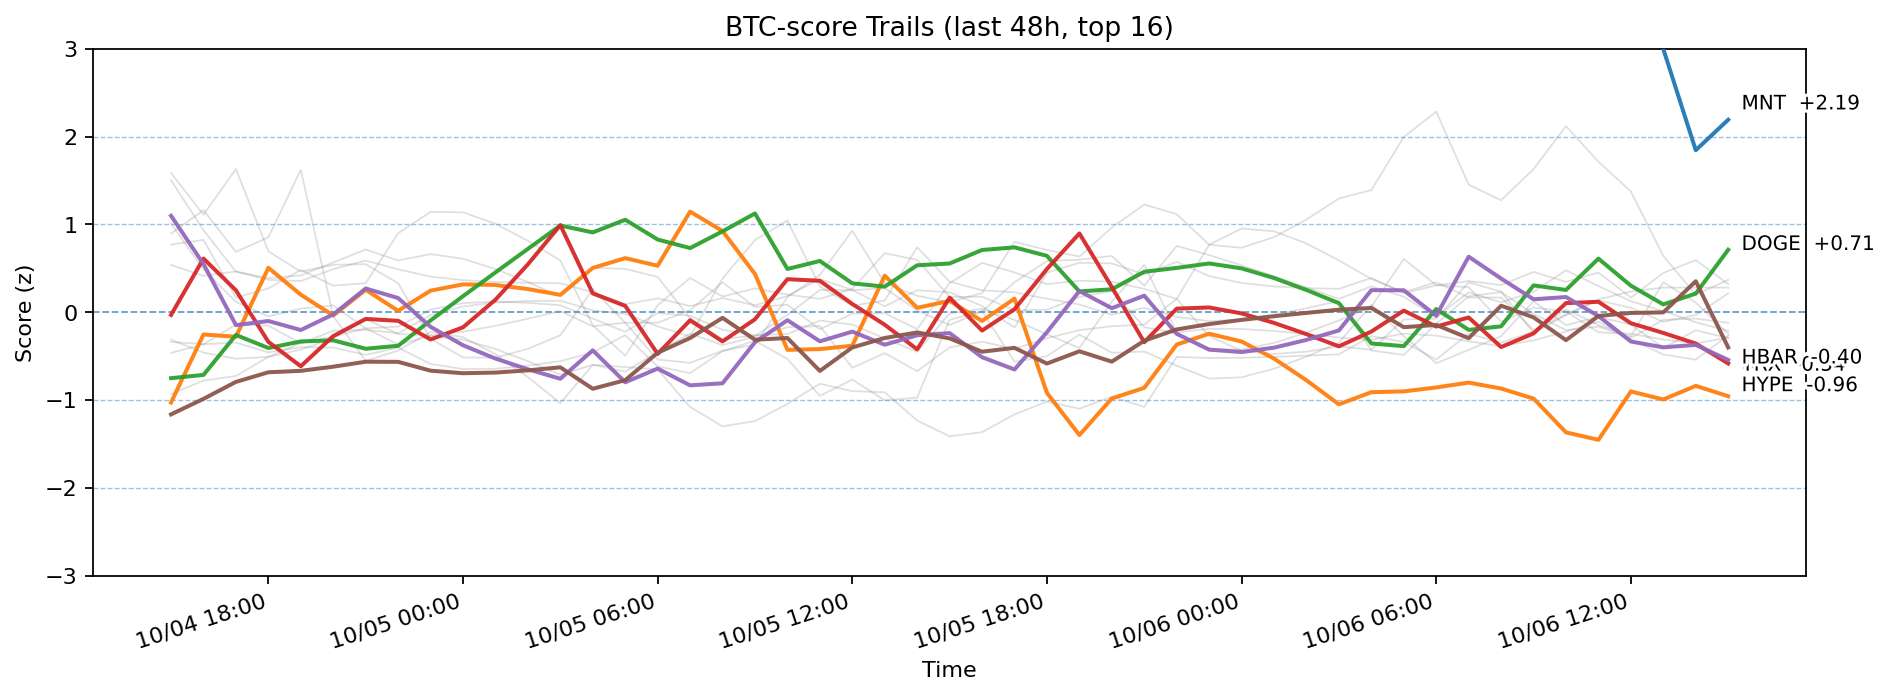 BTC-score Trails (last 48h, top 16)
Score (z)
3
2
1
0
−1
−2
−3
MNT +2.19
DOGE +0.71
HBAR -0.40
HYPE -0.96
10/04 18:00
10/05 00:00
10/05 06:00
10/05 12:00
10/05 18:00
10/06 00:00
10/06 06:00
10/06 12:00
Time